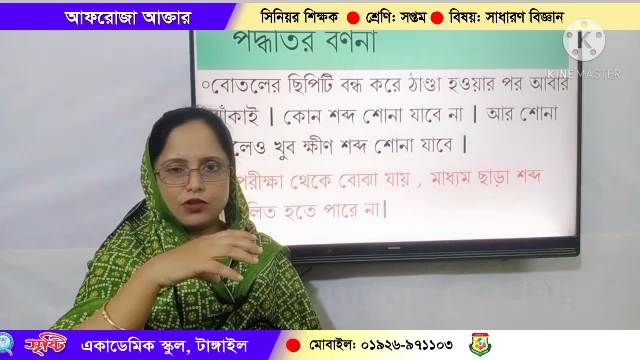 আফরোজা আক্তার
সিনিয়র শিক্ষক ● শ্রেণি: সপ্তম ● বিষয়: সাধারণ বিজ্ঞান
পদ্ধতির বর্ণনা
বোতলের ছিপিটি বন্ধ করে ঠাণ্ডা হওয়ার পর আবার
কোন শব্দ শোনা যাবে না। আর শোনা
খুব ক্ষীণ শব্দ শোনা যাবে।
থেকে বোঝা যায় , মাধ্যম ছাড়া শব্দ
হতে পারে না।
K
KINEMASTER
সৃষ্টি একাডেমিক স্কুল, টাঙ্গাইল ● মোবাইল: ০১৯২৬-৯৭১১০৩